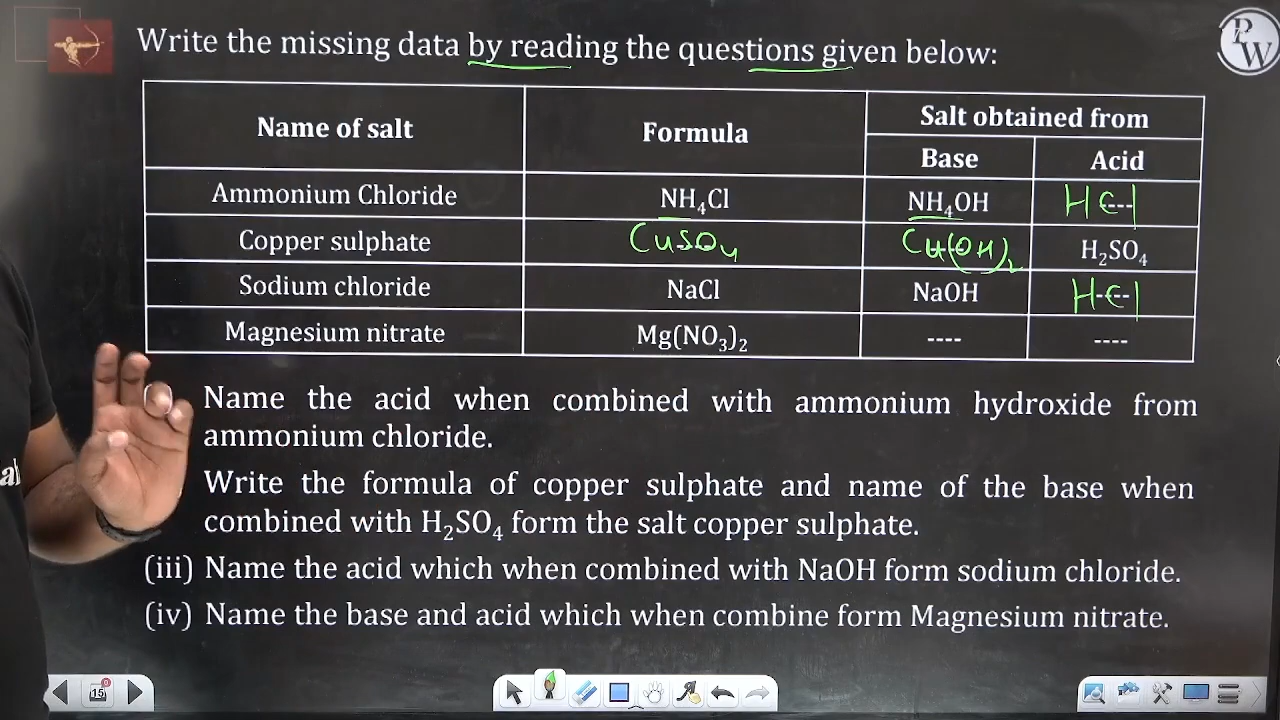 Write the missing data by reading the questions given below:
PW
Name of salt Formula Salt obtained from
Base Acid
Ammonium Chloride NH₄Cl NH₄OH HCl
Copper sulphate CuSO₄ Cu(OH)₂ H₂SO₄
Sodium chloride NaCl NaOH HCl
Magnesium nitrate Mg(NO₃)₂ ---- ----
Name the acid when combined with ammonium hydroxide from
ammonium chloride.
Write the formula of copper sulphate and name of the base when
combined with H₂SO₄ form the salt copper sulphate.
(iii) Name the acid which when combined with NaOH form sodium chloride.
(iv) Name the base and acid which when combine form Magnesium nitrate.
15